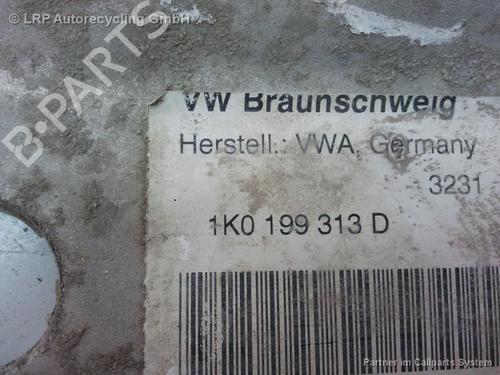 © LRP Autorecycling GmbH
B-PARTS
VW Braunschweig
Herstell.: VWA, Germany
3231
1K0 199 313 D
Partner im Callparts System